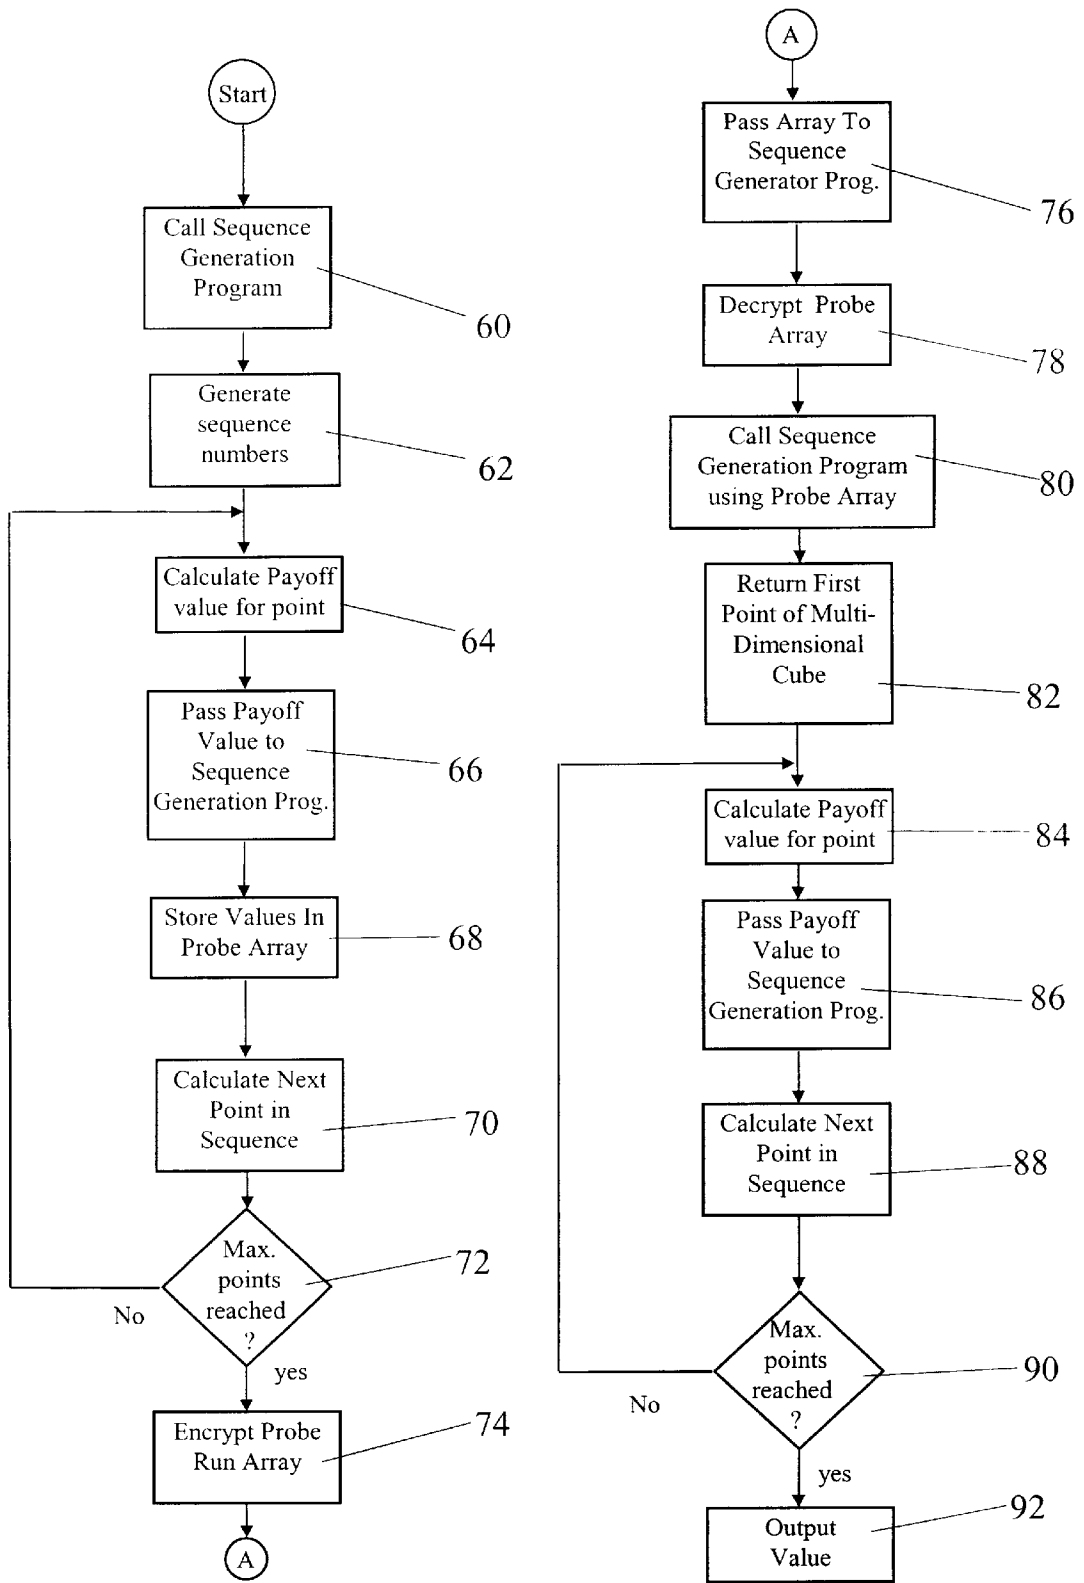 Start
Call Sequence
Generation
Program
60
Generate
sequence
numbers
62
Calculate Payoff
value for point
64
Pass Payoff
Value to
Sequence
Generation Prog.
66
Store Values In
Probe Array
68
Calculate Next
Point in
Sequence
70
Max.
points
reached
?
72
No
yes
Encrypt Probe
Run Array
74
A
A
Pass Array To
Sequence
Generator Prog.
76
Decrypt Probe
Array
78
Call Sequence
Generation Program
using Probe Array
80
Return First
Point of Multi-
Dimensional
Cube
82
Calculate Payoff
value for point
84
Pass Payoff
Value to
Sequence
Generation Prog.
86
Calculate Next
Point in
Sequence
88
Max.
points
reached
?
90
No
yes
Output
Value
92